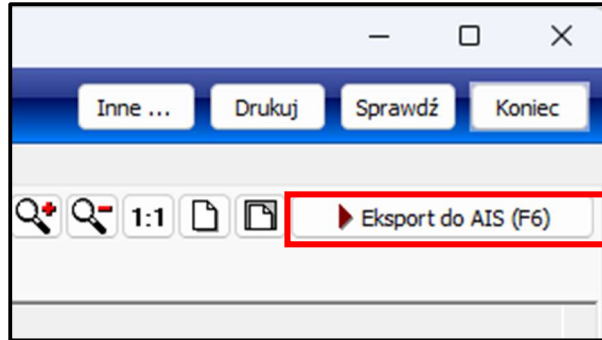 Inne ... Drukuj Sprawdź Koniec
1:1 Eksport do AIS (F6)